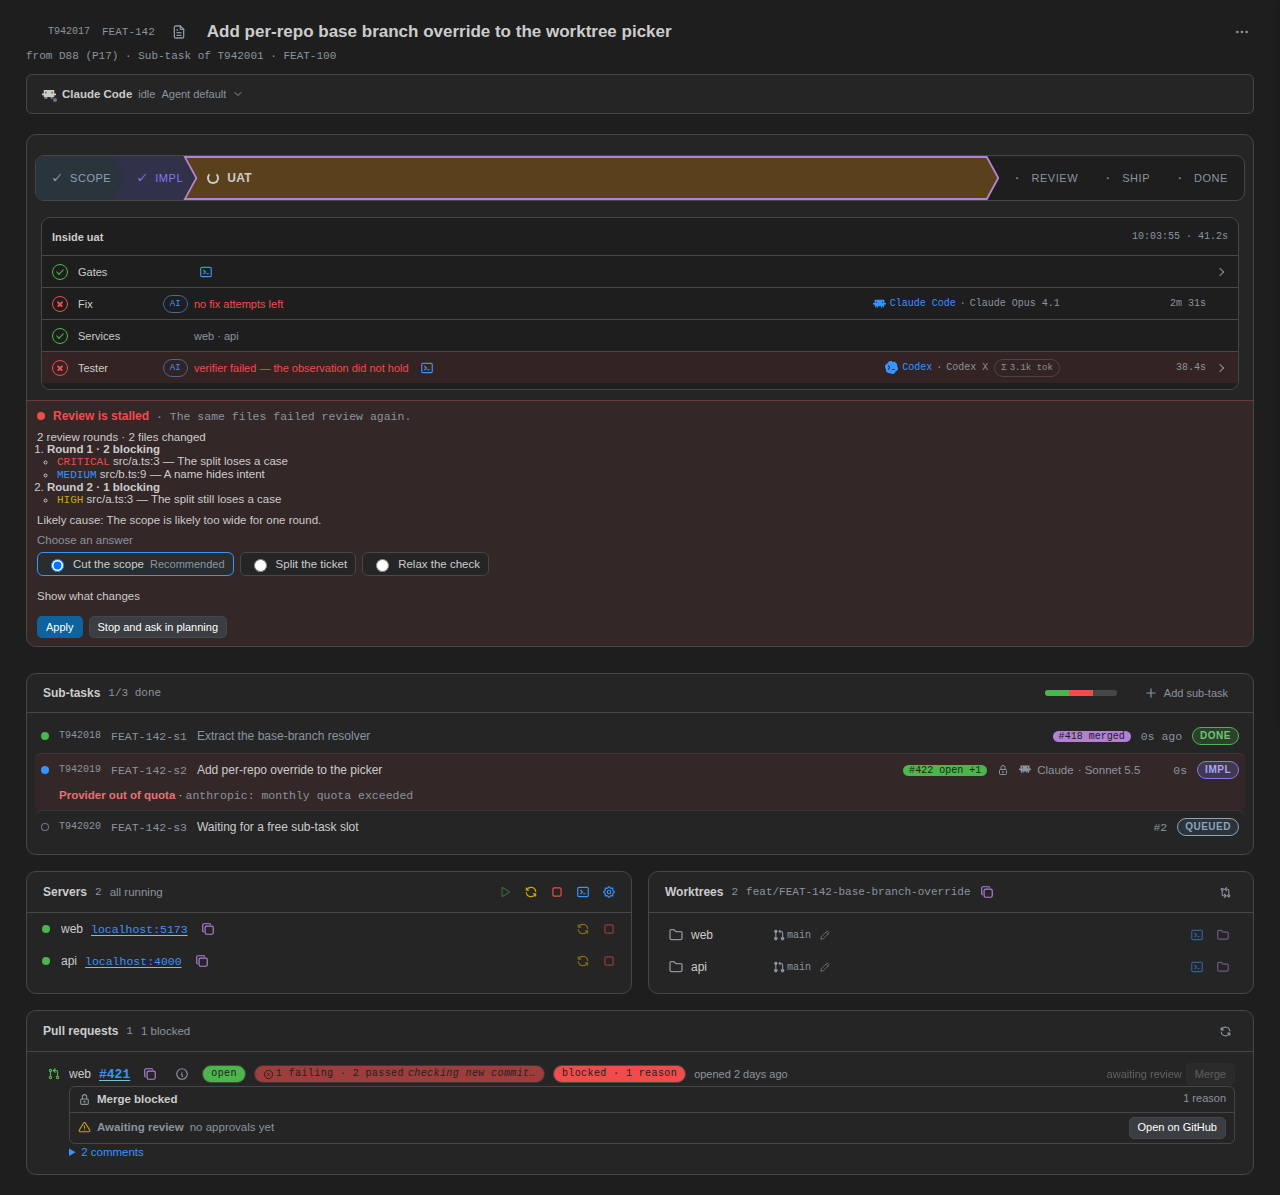 T942017 FEAT-142 Add per-repo base branch override to the worktree picker
from D88 (P17) · Sub-task of T942001 · FEAT-100
Claude Code idle Agent default
SCOPE IMPL UAT · REVIEW · SHIP · DONE
Inside uat 10:03:55 · 41.2s
Gates
Fix AI no fix attempts left Claude Code · Claude Opus 4.1 2m 31s
Services web · api
Tester AI verifier failed — the observation did not hold Codex · Codex X Σ 3.1k tok 38.4s
Review is stalled · The same files failed review again.
2 review rounds · 2 files changed
1. Round 1 · 2 blocking
CRITICAL src/a.ts:3 — The split loses a case
MEDIUM src/b.ts:9 — A name hides intent
2. Round 2 · 1 blocking
HIGH src/a.ts:3 — The split still loses a case
Likely cause: The scope is likely too wide for one round.
Choose an answer
Cut the scope Recommended Split the ticket Relax the check
Show what changes
Apply Stop and ask in planning
Sub-tasks 1/3 done Add sub-task
T942018 FEAT-142-s1 Extract the base-branch resolver #418 merged 0s ago DONE
T942019 FEAT-142-s2 Add per-repo override to the picker #422 open +1 Claude · Sonnet 5.5 0s IMPL
Provider out of quota · anthropic: monthly quota exceeded
T942020 FEAT-142-s3 Waiting for a free sub-task slot #2 QUEUED
Servers 2 all running
web localhost:5173
api localhost:4000
Worktrees 2 feat/FEAT-142-base-branch-override
web main
api main
Pull requests 1 1 blocked
web #421 open 1 failing · 2 passed checking new commit… blocked · 1 reason opened 2 days ago awaiting review Merge
Merge blocked 1 reason
Awaiting review no approvals yet Open on GitHub
2 comments